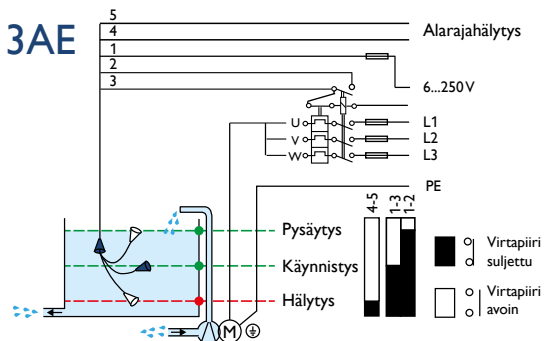 3AE
5
4
1
2
3
Alarajahälytys
6...250 V
U
V
W
L1
L2
L3
PE
4-5
1-3
1-2
Pysäytys
Käynnistys
Hälytys
M
Virtapiiri
suljettu
Virtapiiri
avoin